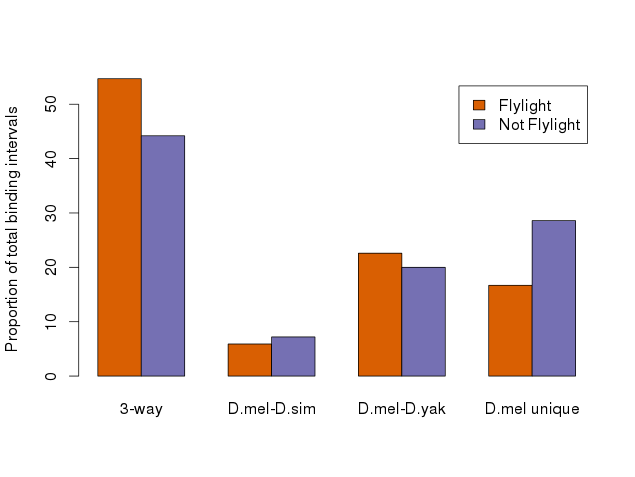 Proportion of total binding intervals
50
40
30
20
10
0
Flylight
Not Flylight
3-way
D.mel-D.sim
D.mel-D.yak
D.mel unique